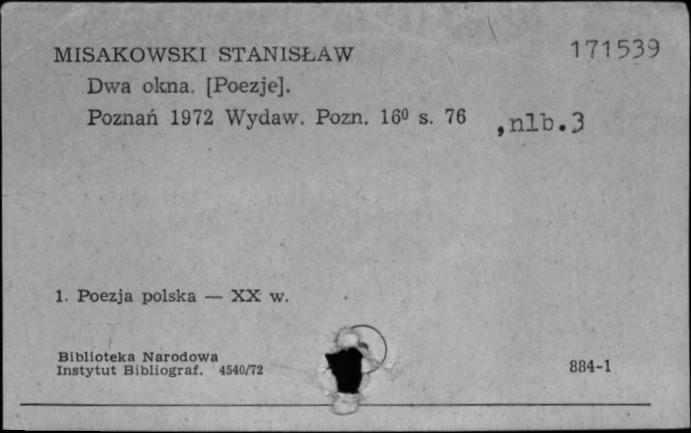 MISAKOWSKI STANISŁAW 171539
Dwa okna. [Poezje].
Poznań 1972 Wydaw. Pozn. 16⁰ s. 76 ,nlb.3
1. Poezja polska — XX w.
Biblioteka Narodowa
Instytut Bibliograf. 4540/72 884-1